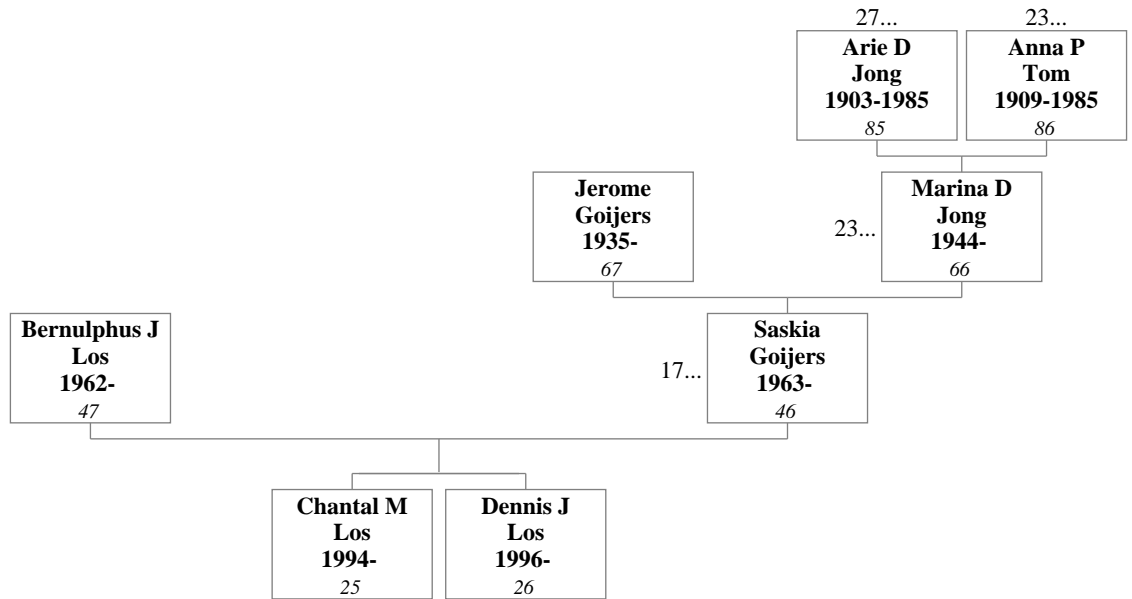 27...
23...
Arie D
Jong
1903-1985
85
Anna P
Tom
1909-1985
86
Jerome
Goijers
1935-
67
23...
Marina D
Jong
1944-
66
Bernulphus J
Los
1962-
47
17...
Saskia
Goijers
1963-
46
Chantal M
Los
1994-
25
Dennis J
Los
1996-
26